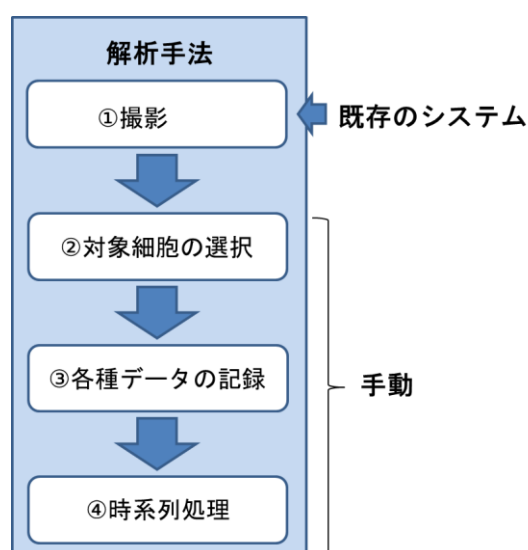 解析手法
①撮影
既存のシステム
②対象細胞の選択
③各種データの記録
手動
④時系列処理